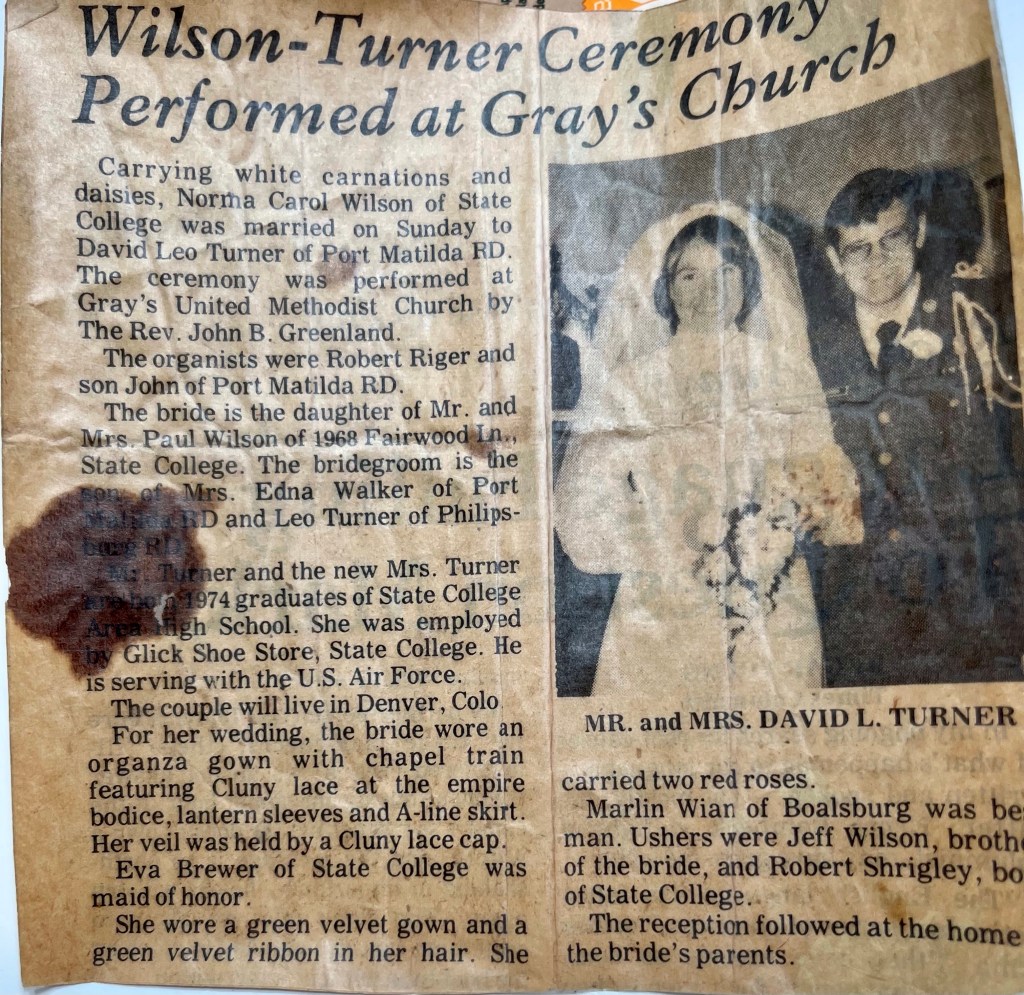 Wilson-Turner Ceremony
Performed at Gray's Church
Carrying white carnations and
daisies, Norma Carol Wilson of State
College was married on Sunday to
David Leo Turner of Port Matilda RD.
The ceremony was performed at
Gray's United Methodist Church by
The Rev. John B. Greenland.
The organists were Robert Riger and
son John of Port Matilda RD.
The bride is the daughter of Mr. and
Mrs. Paul Wilson of 1968 Fairwood Ln.,
State College. The bridegroom is the
son of Mrs. Edna Walker of Port
Matilda RD and Leo Turner of Philips-
burg RD.
Mr. Turner and the new Mrs. Turner
are both 1974 graduates of State College
Area High School. She was employed
by Glick Shoe Store, State College. He
is serving with the U.S. Air Force.
The couple will live in Denver, Colo
For her wedding, the bride wore an
organza gown with chapel train
featuring Cluny lace at the empire
bodice, lantern sleeves and A-line skirt.
Her veil was held by a Cluny lace cap.
Eva Brewer of State College was
maid of honor.
She wore a green velvet gown and a
green velvet ribbon in her hair. She
MR. and MRS. DAVID L. TURNER
carried two red roses.
Marlin Wian of Boalsburg was be
man. Ushers were Jeff Wilson, broth
of the bride, and Robert Shrigley, bo
of State College.
The reception followed at the home
the bride's parents.